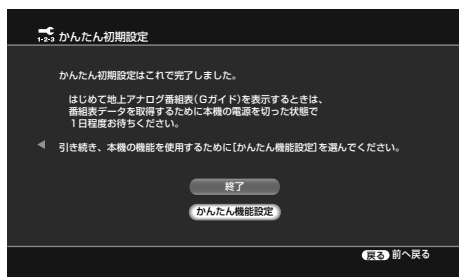 1-2-3 かんたん初期設定
かんたん初期設定はこれで完了しました。
はじめて地上アナログ番組表(Gガイド)を表示するときは、
番組表データを取得するために本機の電源を切った状態で
1日程度お待ちください。
引き続き、本機の機能を使用するために[かんたん機能設定]を選んでください。
終了
かんたん機能設定
戻る 前へ戻る